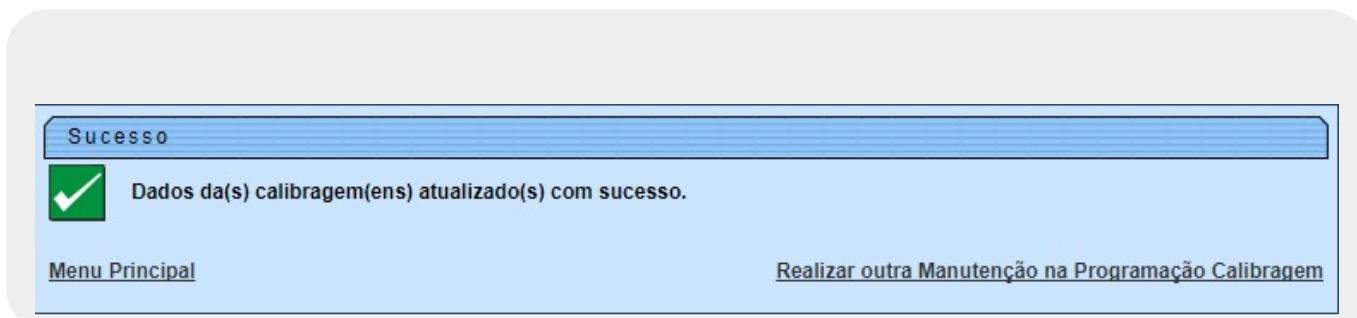 Sucesso
Dados da(s) calibragem(ens) atualizado(s) com sucesso.
Menu Principal
Realizar outra Manutenção na Programação Calibragem